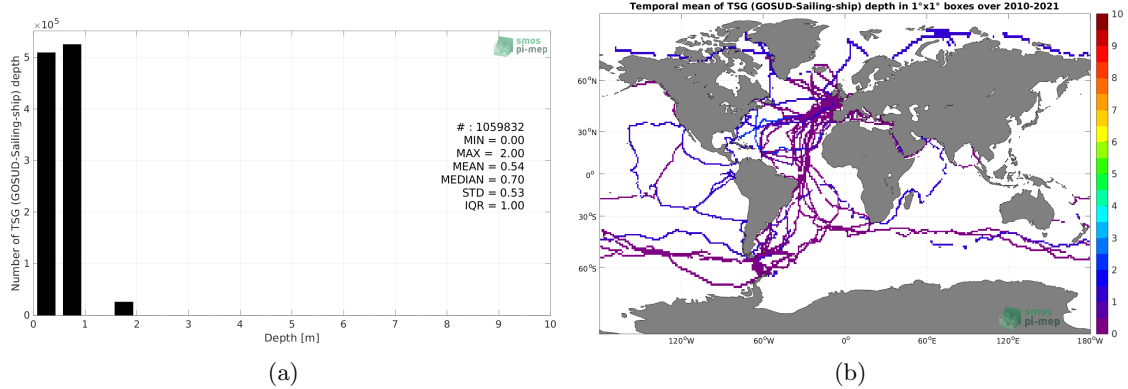 ×10⁵
5
4
3
2
1
0
Number of TSG (GOSUD-Sailing-ship) depth
smos
pi-mep
# : 1059832
MIN = 0.00
MAX = 2.00
MEAN = 0.54
MEDIAN = 0.70
STD = 0.53
IQR = 1.00
0 1 2 3 4 5 6 7 8 9 10
Depth [m]
(a)
Temporal mean of TSG (GOSUD-Sailing-ship) depth in 1°x1° boxes over 2010-2021
60°N
30°N
0°
30°S
60°S
120°W 60°W 0° 60°E 120°E 180°W
smos
pi-mep
10
9
8
7
6
5
4
3
2
1
0
(b)